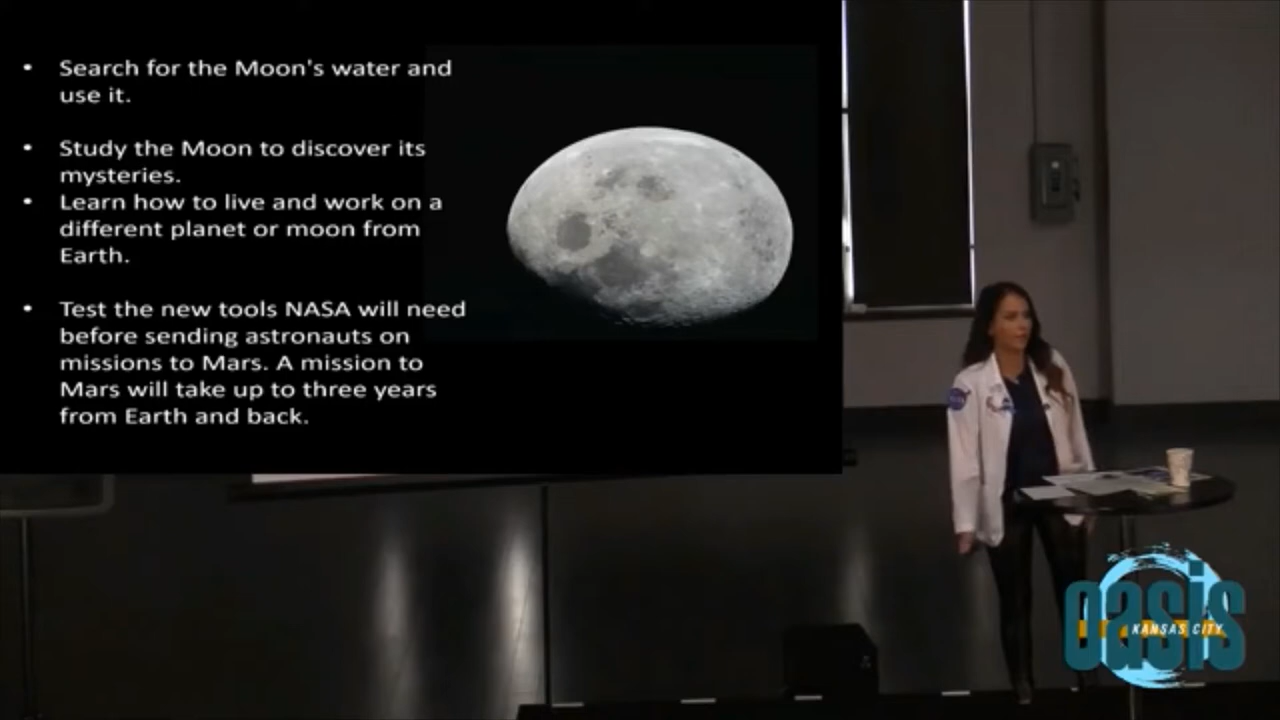 • Search for the Moon's water and
use it.
• Study the Moon to discover its
mysteries.
• Learn how to live and work on a
different planet or moon from
Earth.
• Test the new tools NASA will need
before sending astronauts on
missions to Mars. A mission to
Mars will take up to three years
from Earth and back.
NASA
oasis
KANSAS CITY